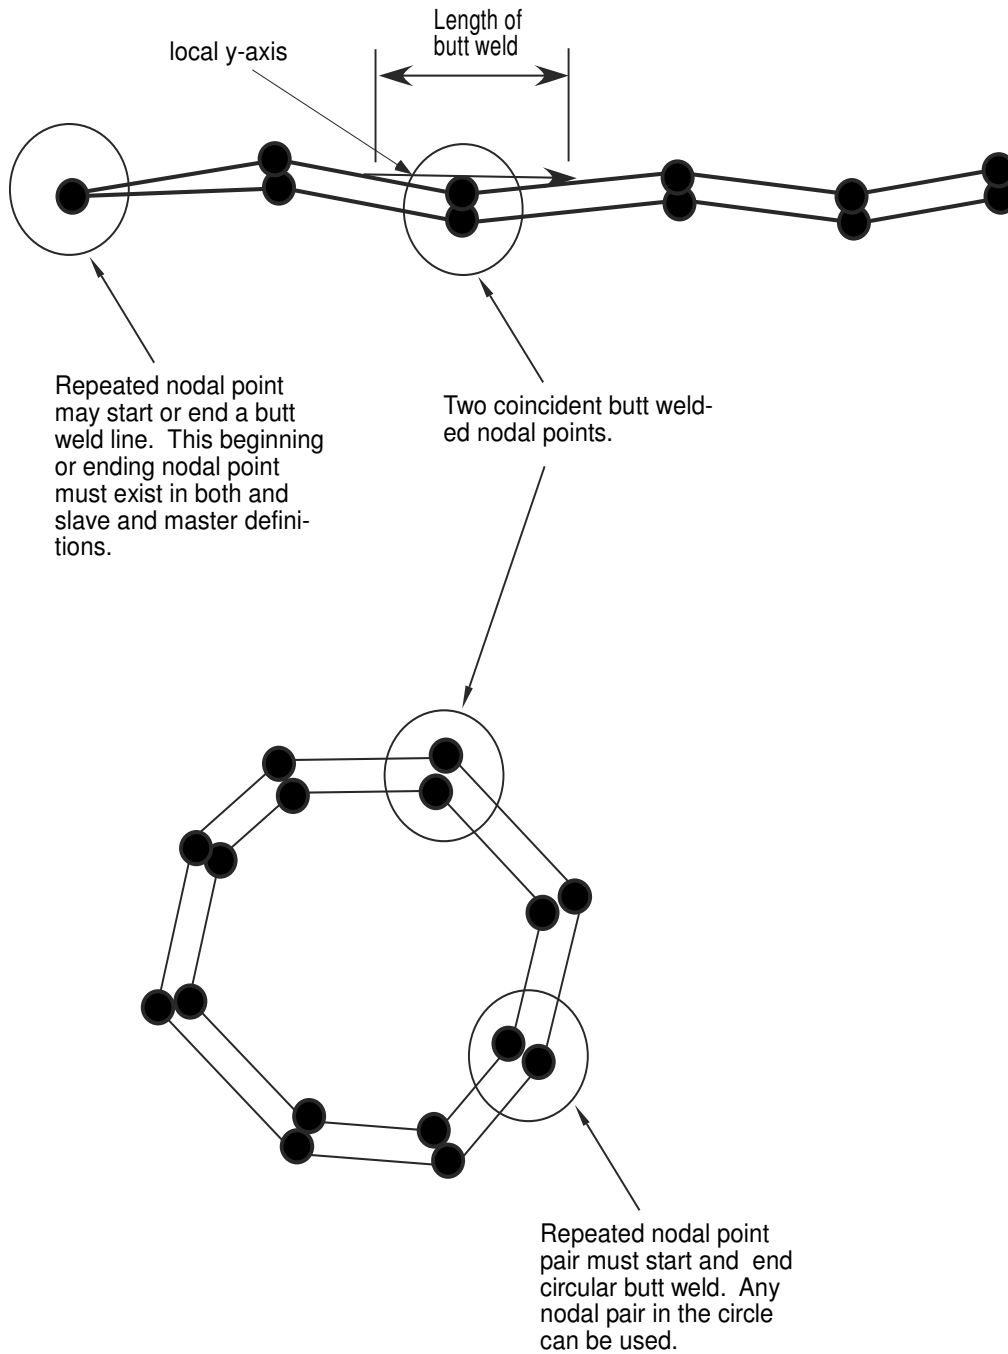 Length of
butt weld
local y-axis
Repeated nodal point
may start or end a butt
weld line.  This beginning
or ending nodal point
must exist in both and
slave and master defini-
tions.
Two coincident butt weld-
ed nodal points.
Repeated nodal point
pair must start and  end
circular butt weld.  Any
nodal pair in the circle
can be used.